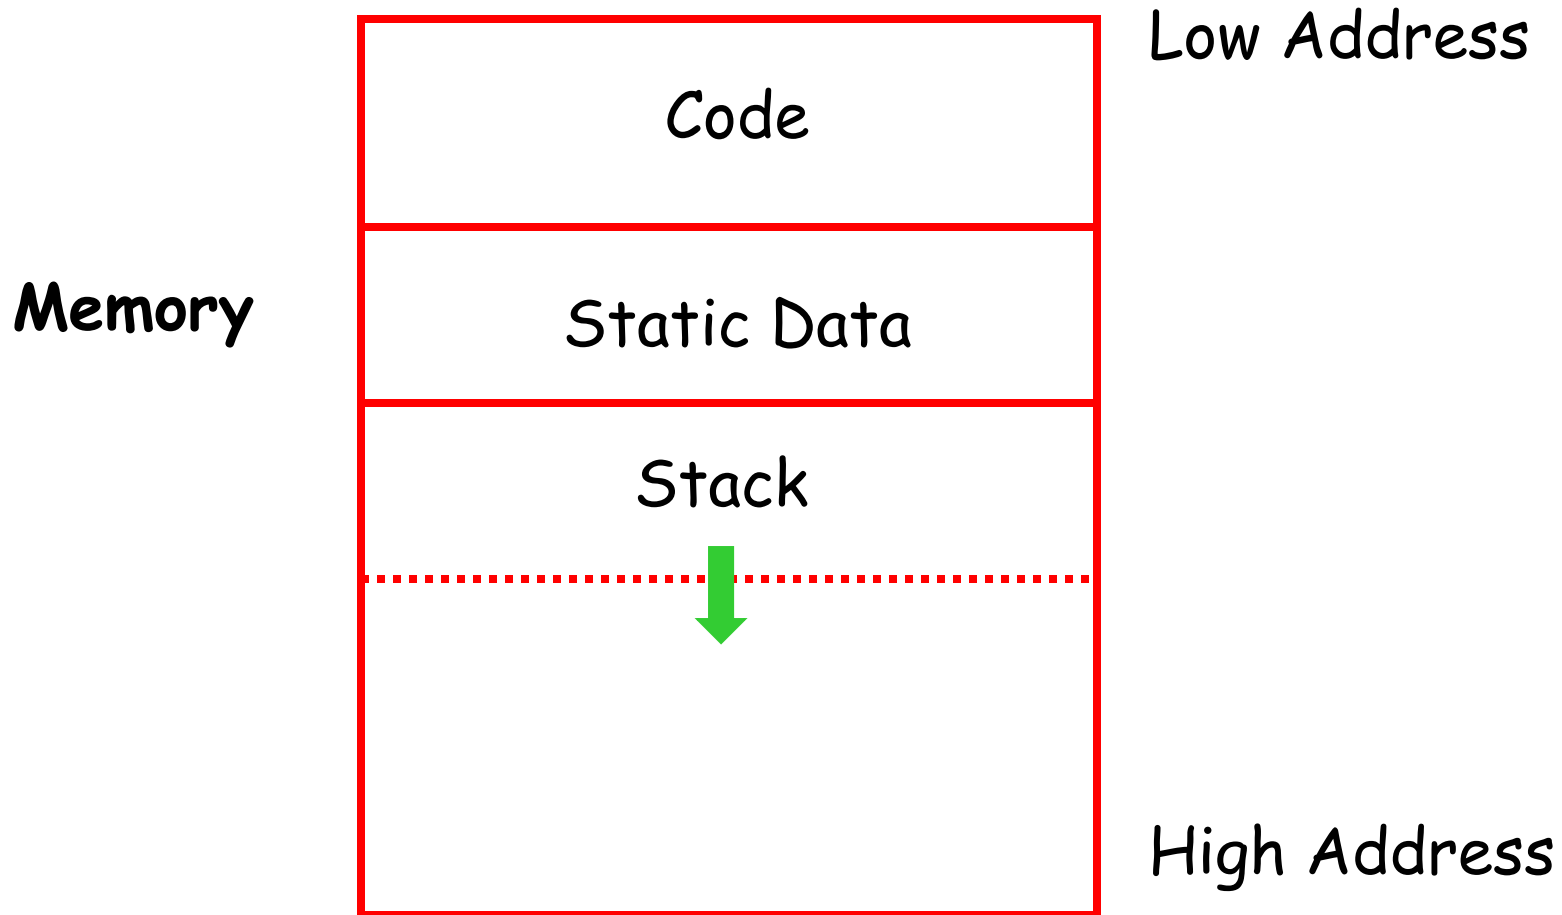 Low Address
Code
Memory
Static Data
Stack
High Address